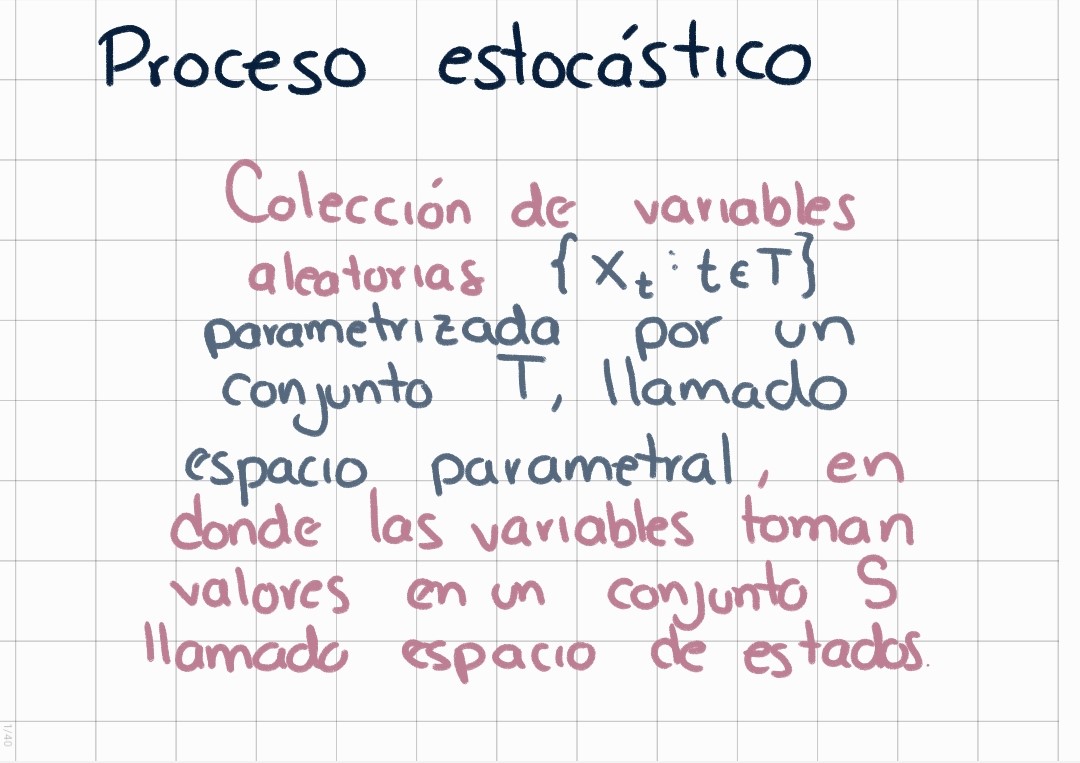 Proceso estocástico
Colección de variables
aleatorias { X_t : t ∈ T }
parametrizada por un
conjunto T, llamado
espacio parametral, en
donde las variables toman
valores en un conjunto S
llamado espacio de estados.
1/40